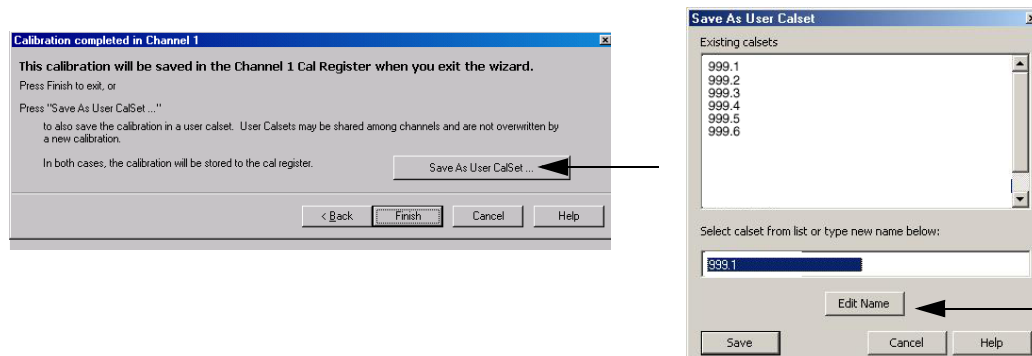 Calibration completed in Channel 1
This calibration will be saved in the Channel 1 Cal Register when you exit the wizard.
Press Finish to exit, or
Press "Save As User CalSet ..."
to also save the calibration in a user calset. User Calsets may be shared among channels and are not overwritten by
a new calibration.
In both cases, the calibration will be stored to the cal register.
Save As User CalSet ...
< Back
Finish
Cancel
Help
Save As User Calset
Existing calsets
999.1
999.2
999.3
999.4
999.5
999.6
Select calset from list or type new name below:
999.1
Edit Name
Save
Cancel
Help